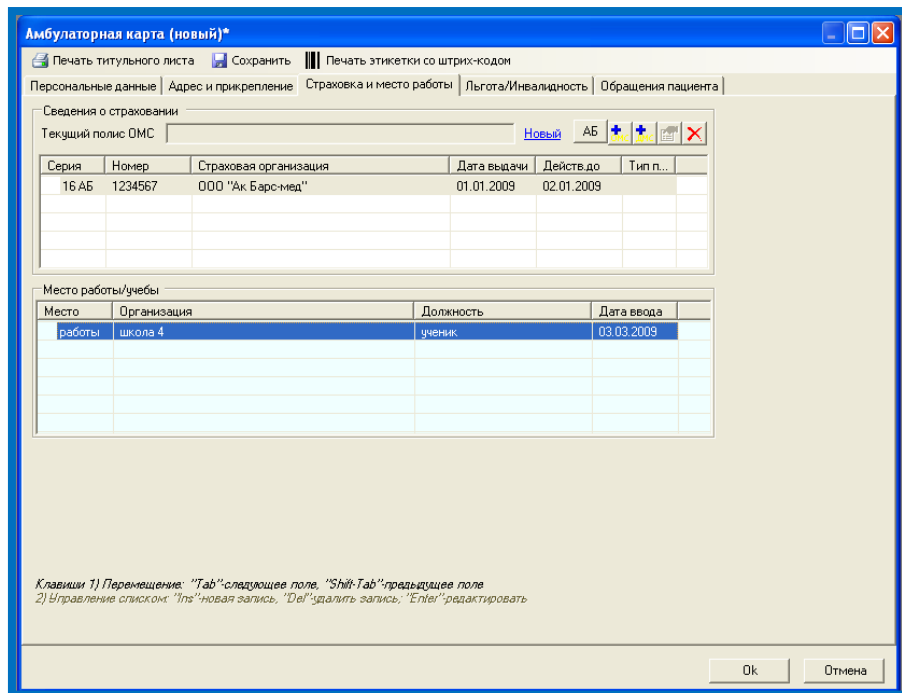 Амбулаторная карта (новый)*
Печать титульного листа Сохранить Печать этикетки со штрих-кодом
Персональные данные Адрес и прикрепление Страховка и место работы Льгота/Инвалидность Обращения пациента
Сведения о страховании
Текущий полис ОМС Новый АБ
Серия Номер Страховая организация Дата выдачи Действ.до Тип п...
16 АБ 1234567 ООО "Ак Барс-мед" 01.01.2009 02.01.2009
Место работы/учебы
Место Организация Должность Дата ввода
работы школа 4 ученик 03.03.2009
Клавиши 1) Перемещение: "Tab"-следующее поле, "Shift-Tab"-предыдущее поле
2) Управление списком: "Ins"-новая запись, "Del"-удалить запись; "Enter"-редактировать
Ok Отмена